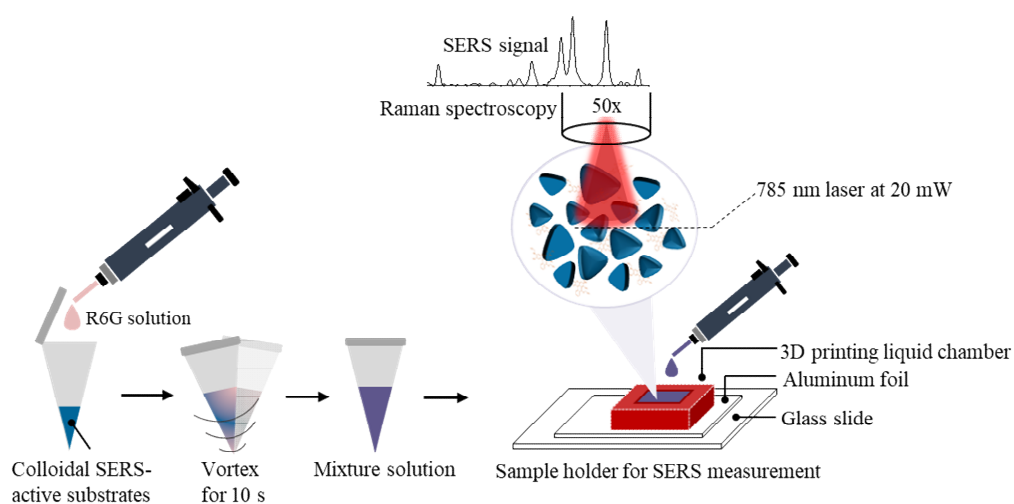 SERS signal
Raman spectroscopy
50x
785 nm laser at 20 mW
R6G solution
3D printing liquid chamber
Aluminum foil
Glass slide
Colloidal SERS-
active substrates
Vortex
for 10 s
Mixture solution
Sample holder for SERS measurement